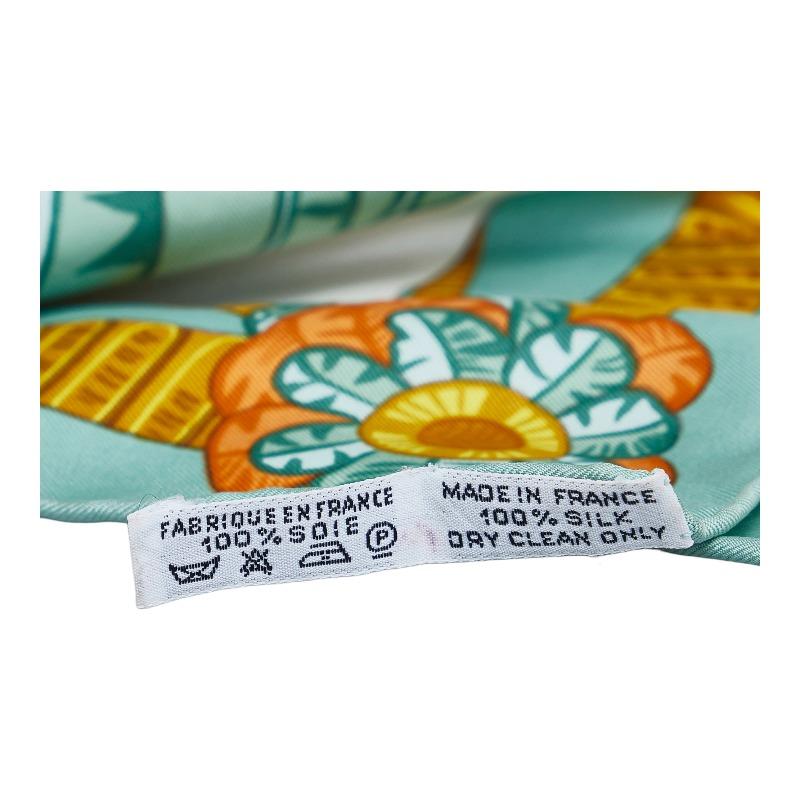 FABRIQUE EN FRANCE
100% SOIE
P
MADE IN FRANCE
100% SILK
DRY CLEAN ONLY